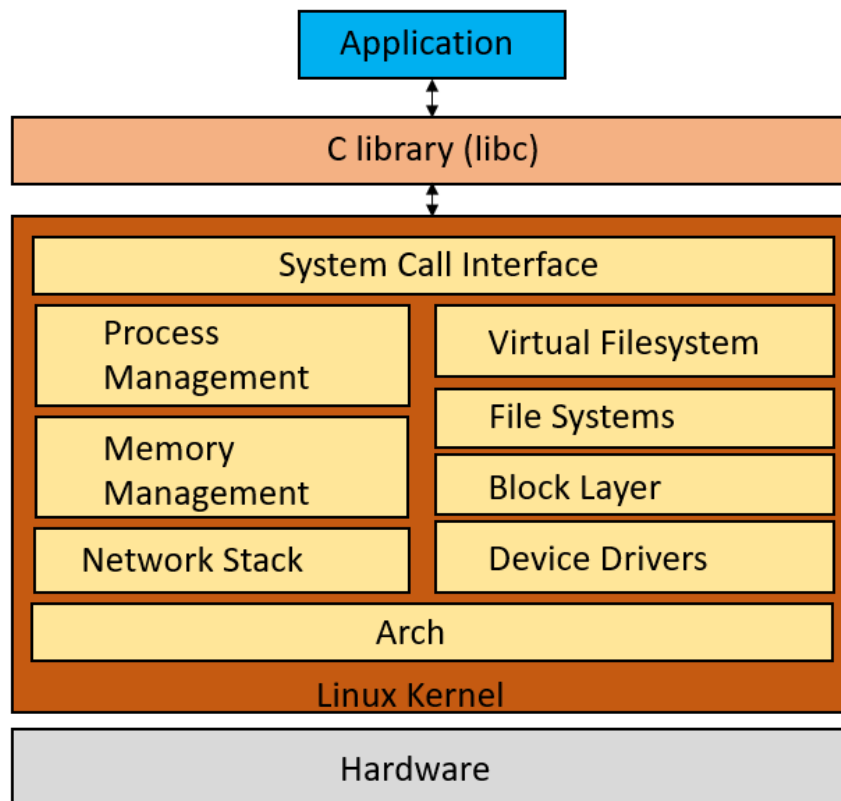 Application
C library (libc)
System Call Interface
Process
Management
Memory
Management
Network Stack
Virtual Filesystem
File Systems
Block Layer
Device Drivers
Arch
Linux Kernel
Hardware